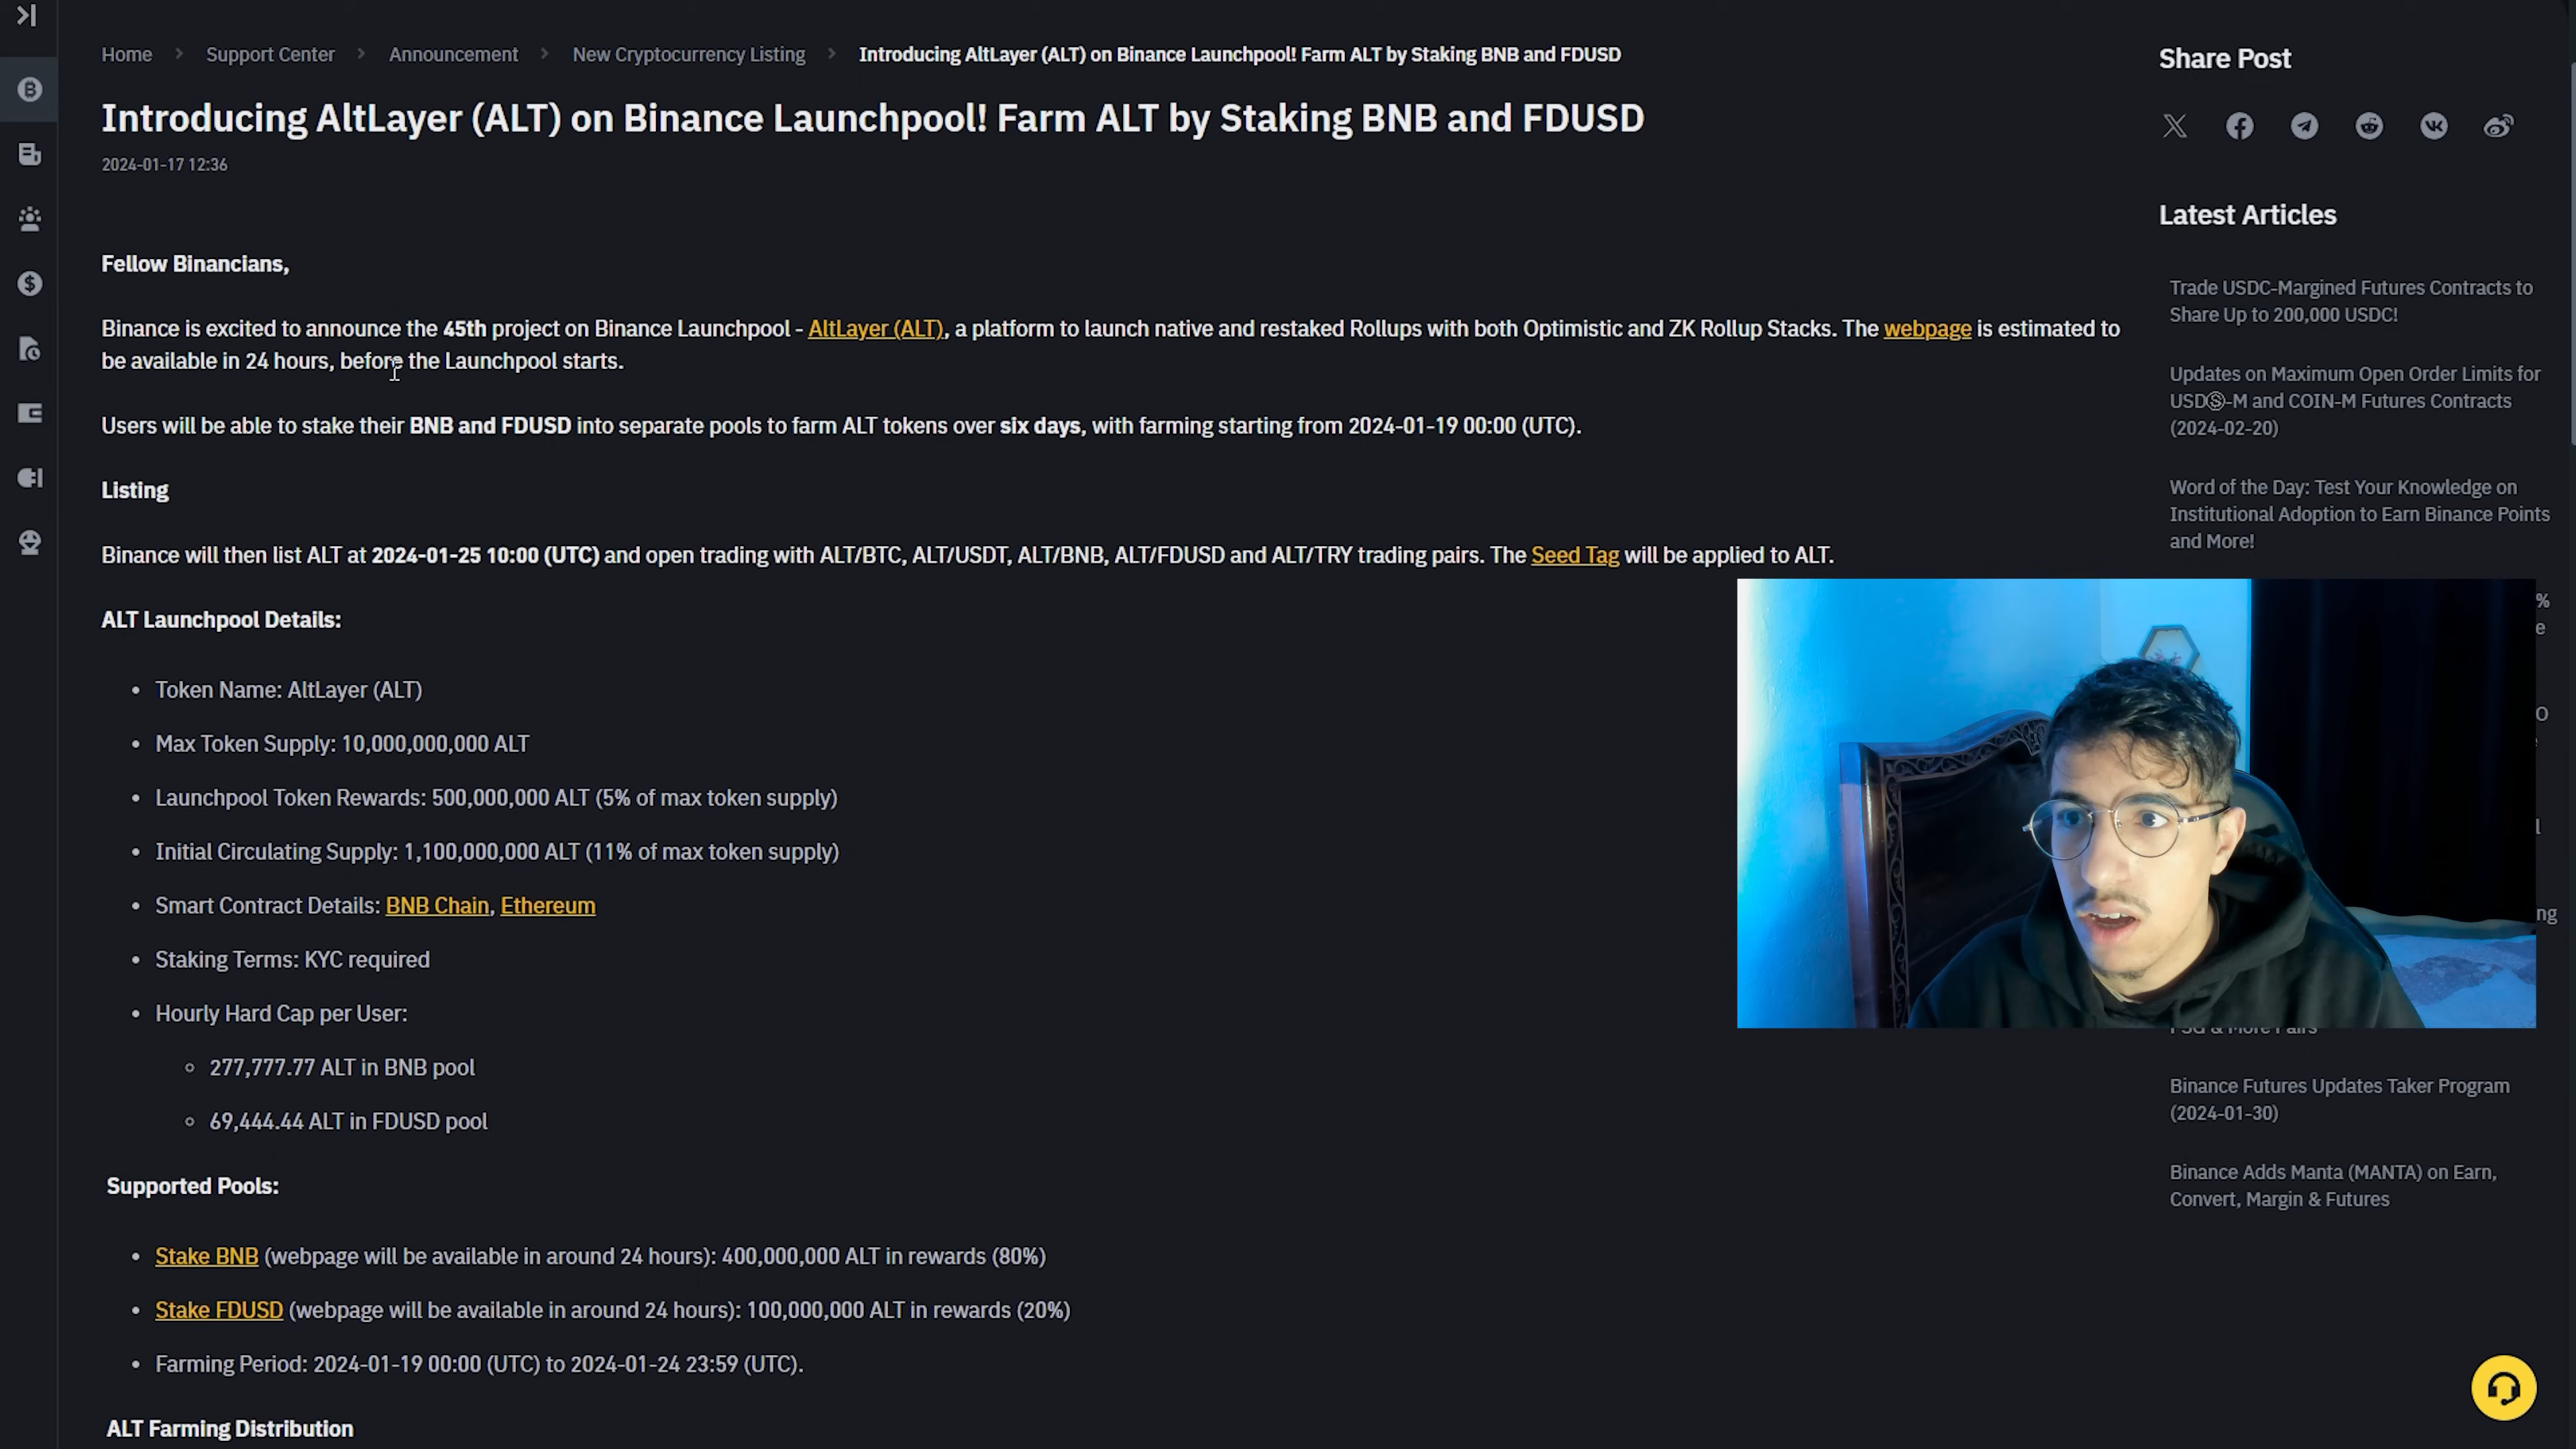 Home > Support Center > Announcement > New Cryptocurrency Listing > Introducing AltLayer (ALT) on Binance Launchpool! Farm ALT by Staking BNB and FDUSD
Introducing AltLayer (ALT) on Binance Launchpool! Farm ALT by Staking BNB and FDUSD
2024-01-17 12:36
Fellow Binancians,
Binance is excited to announce the 45th project on Binance Launchpool - AltLayer (ALT), a platform to launch native and restaked Rollups with both Optimistic and ZK Rollup Stacks. The webpage is estimated to
be available in 24 hours, before the Launchpool starts.
Users will be able to stake their BNB and FDUSD into separate pools to farm ALT tokens over six days, with farming starting from 2024-01-19 00:00 (UTC).
Listing
Binance will then list ALT at 2024-01-25 10:00 (UTC) and open trading with ALT/BTC, ALT/USDT, ALT/BNB, ALT/FDUSD and ALT/TRY trading pairs. The Seed Tag will be applied to ALT.
ALT Launchpool Details:
• Token Name: AltLayer (ALT)
• Max Token Supply: 10,000,000,000 ALT
• Launchpool Token Rewards: 500,000,000 ALT (5% of max token supply)
• Initial Circulating Supply: 1,100,000,000 ALT (11% of max token supply)
• Smart Contract Details: BNB Chain, Ethereum
• Staking Terms: KYC required
• Hourly Hard Cap per User:
◦ 277,777.77 ALT in BNB pool
◦ 69,444.44 ALT in FDUSD pool
Supported Pools:
• Stake BNB (webpage will be available in around 24 hours): 400,000,000 ALT in rewards (80%)
• Stake FDUSD (webpage will be available in around 24 hours): 100,000,000 ALT in rewards (20%)
• Farming Period: 2024-01-19 00:00 (UTC) to 2024-01-24 23:59 (UTC).
ALT Farming Distribution
Share Post
Latest Articles
Trade USDC-Margined Futures Contracts to
Share Up to 200,000 USDC!
Updates on Maximum Open Order Limits for
USDⓈ-M and COIN-M Futures Contracts
(2024-02-20)
Word of the Day: Test Your Knowledge on
Institutional Adoption to Earn Binance Points
and More!
& More Pairs
Binance Futures Updates Taker Program
(2024-01-30)
Binance Adds Manta (MANTA) on Earn,
Convert, Margin & Futures